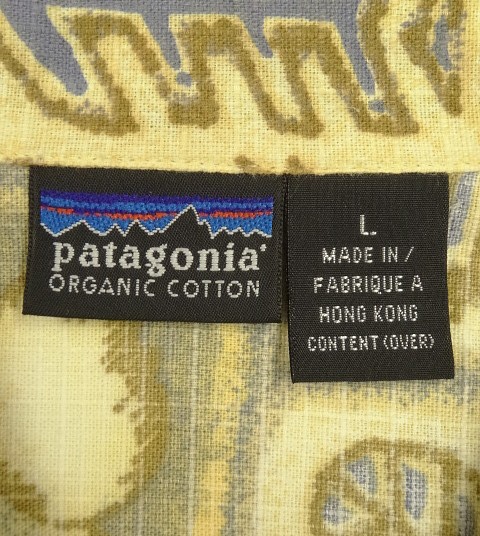 patagonia®
ORGANIC COTTON
L
MADE IN /
FABRIQUE A
HONG KONG
CONTENT (OVER)